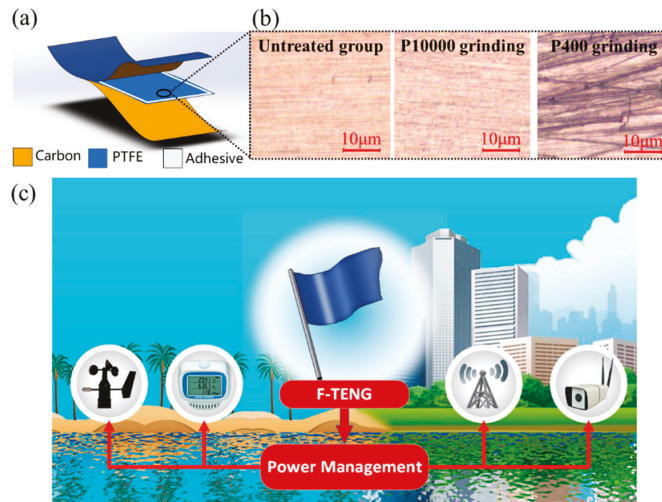 (a)
(b)
Untreated group
P10000 grinding
P400 grinding
10μm
10μm
10μm
Carbon
PTFE
Adhesive
(c)
F-TENG
Power Management